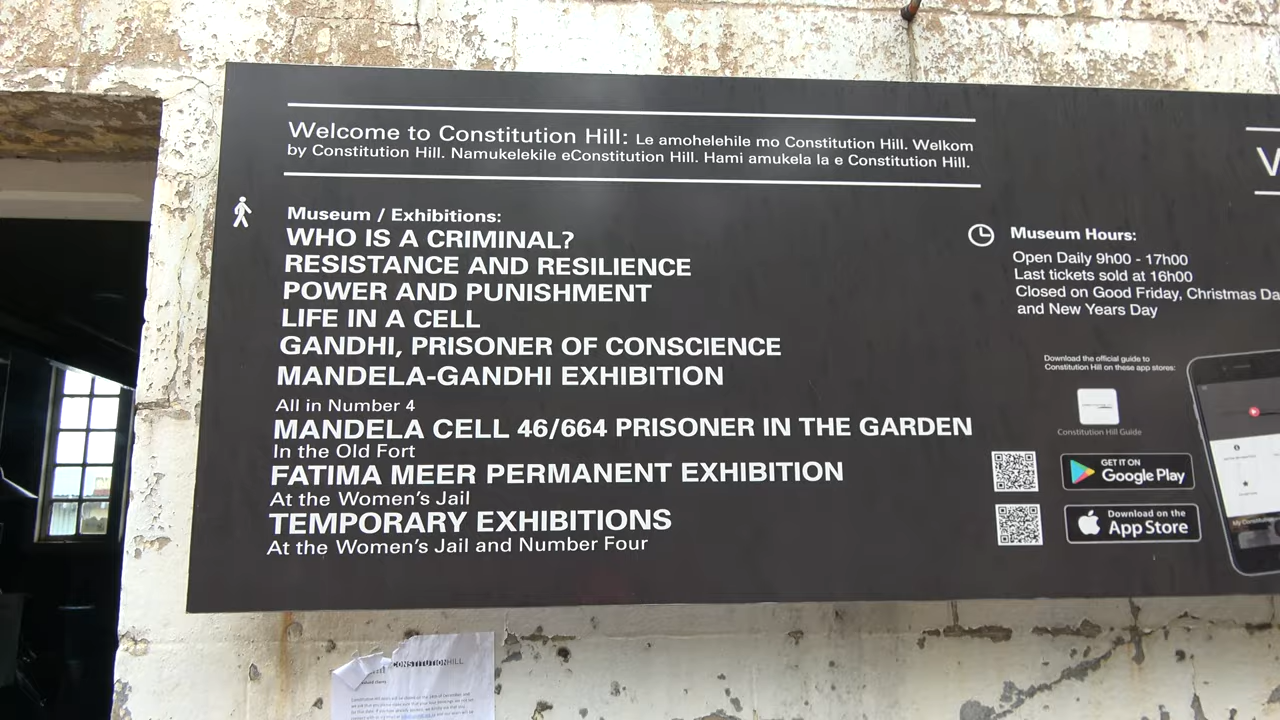 Welcome to Constitution Hill: Le amohelehile mo Constitution Hill. Welkom
by Constitution Hill. Namukelekile eConstitution Hill. Hami amukela la e Constitution Hill.
Museum / Exhibitions:
WHO IS A CRIMINAL?
RESISTANCE AND RESILIENCE
POWER AND PUNISHMENT
LIFE IN A CELL
GANDHI, PRISONER OF CONSCIENCE
MANDELA-GANDHI EXHIBITION
All in Number 4
MANDELA CELL 46/664 PRISONER IN THE GARDEN
In the Old Fort
FATIMA MEER PERMANENT EXHIBITION
At the Women's Jail
TEMPORARY EXHIBITIONS
At the Women's Jail and Number Four
Museum Hours:
Open Daily 9h00 - 17h00
Last tickets sold at 16h00
Closed on Good Friday, Christmas Da
and New Years Day
Download the official guide to
Constitution Hill on these app stores:
Constitution Hill Guide
GET IT ON
Google Play
Download on the
App Store
CONSTITUTIONHILL